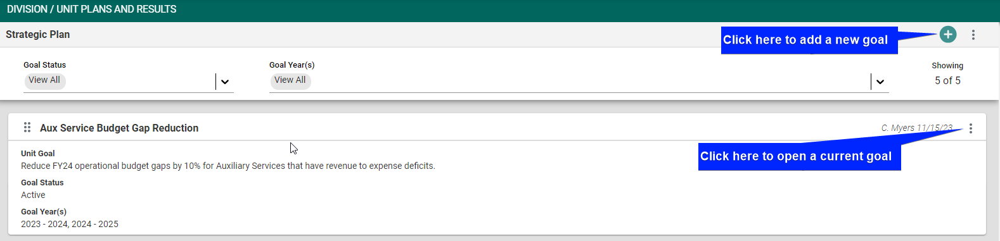 DIVISION / UNIT PLANS AND RESULTS
Strategic Plan
Click here to add a new goal
Goal Status
Goal Year(s)
Showing
View All
View All
5 of 5
Aux Service Budget Gap Reduction
C. Myers 11/15/23
Unit Goal
Click here to open a current goal
Reduce FY24 operational budget gaps by 10% for Auxiliary Services that have revenue to expense deficits.
Goal Status
Active
Goal Year(s)
2023 - 2024, 2024 - 2025